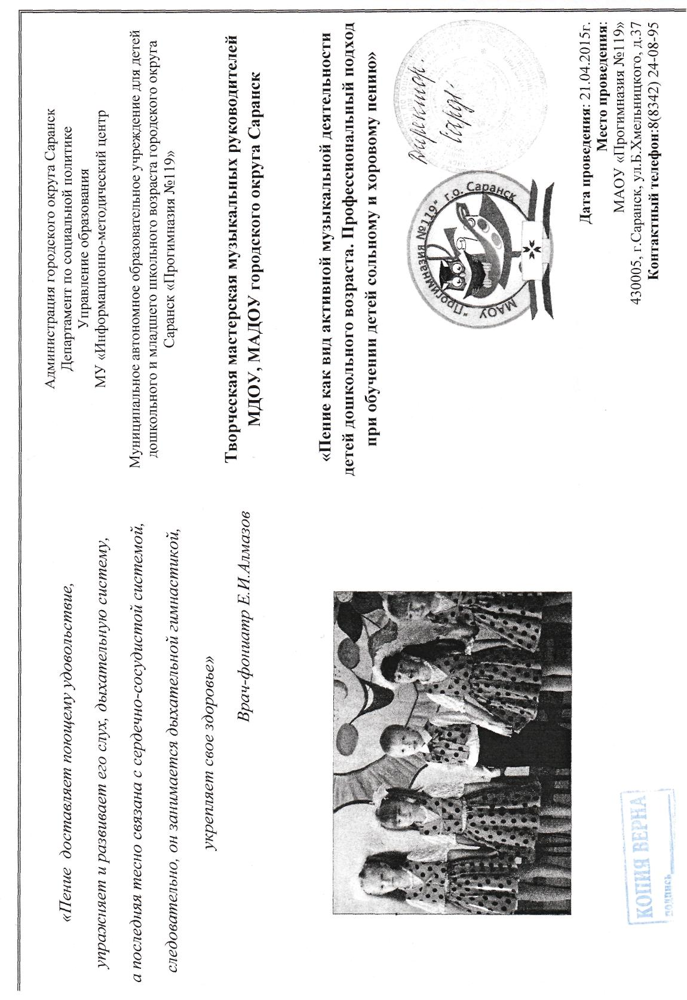 «Пение доставляет поющему удовольствие,
упражняет и развивает его слух, дыхательную систему,
а последняя тесно связана с сердечно-сосудистой системой,
следовательно, он занимается дыхательной гимнастикой,
укрепляет свое здоровье»
Врач-фониатр Е.И.Алмазов
КОПИЯ ВЕРНА
подпись
Администрация городского округа Саранск
Департамент по социальной политике
Управление образования
МУ «Информационно-методический центр
Муниципальное автономное образовательное учреждение для детей
дошкольного и младшего школьного возраста городского округа
Саранск «Прогимназия №119»
Творческая мастерская музыкальных руководителей
МДОУ, МАДОУ городского округа Саранск
«Пение как вид активной музыкальной деятельности
детей дошкольного возраста. Профессиональный подход
при обучении детей сольному и хоровому пению»
МАОУ "Прогимназия №119" г.о. Саранск
Директор
Дата проведения: 21.04.2015г.
Место проведения:
МАОУ «Прогимназия №119»
430005, г.Саранск, ул.Б.Хмельницкого, д.37
Контактный телефон:8(8342) 24-08-95